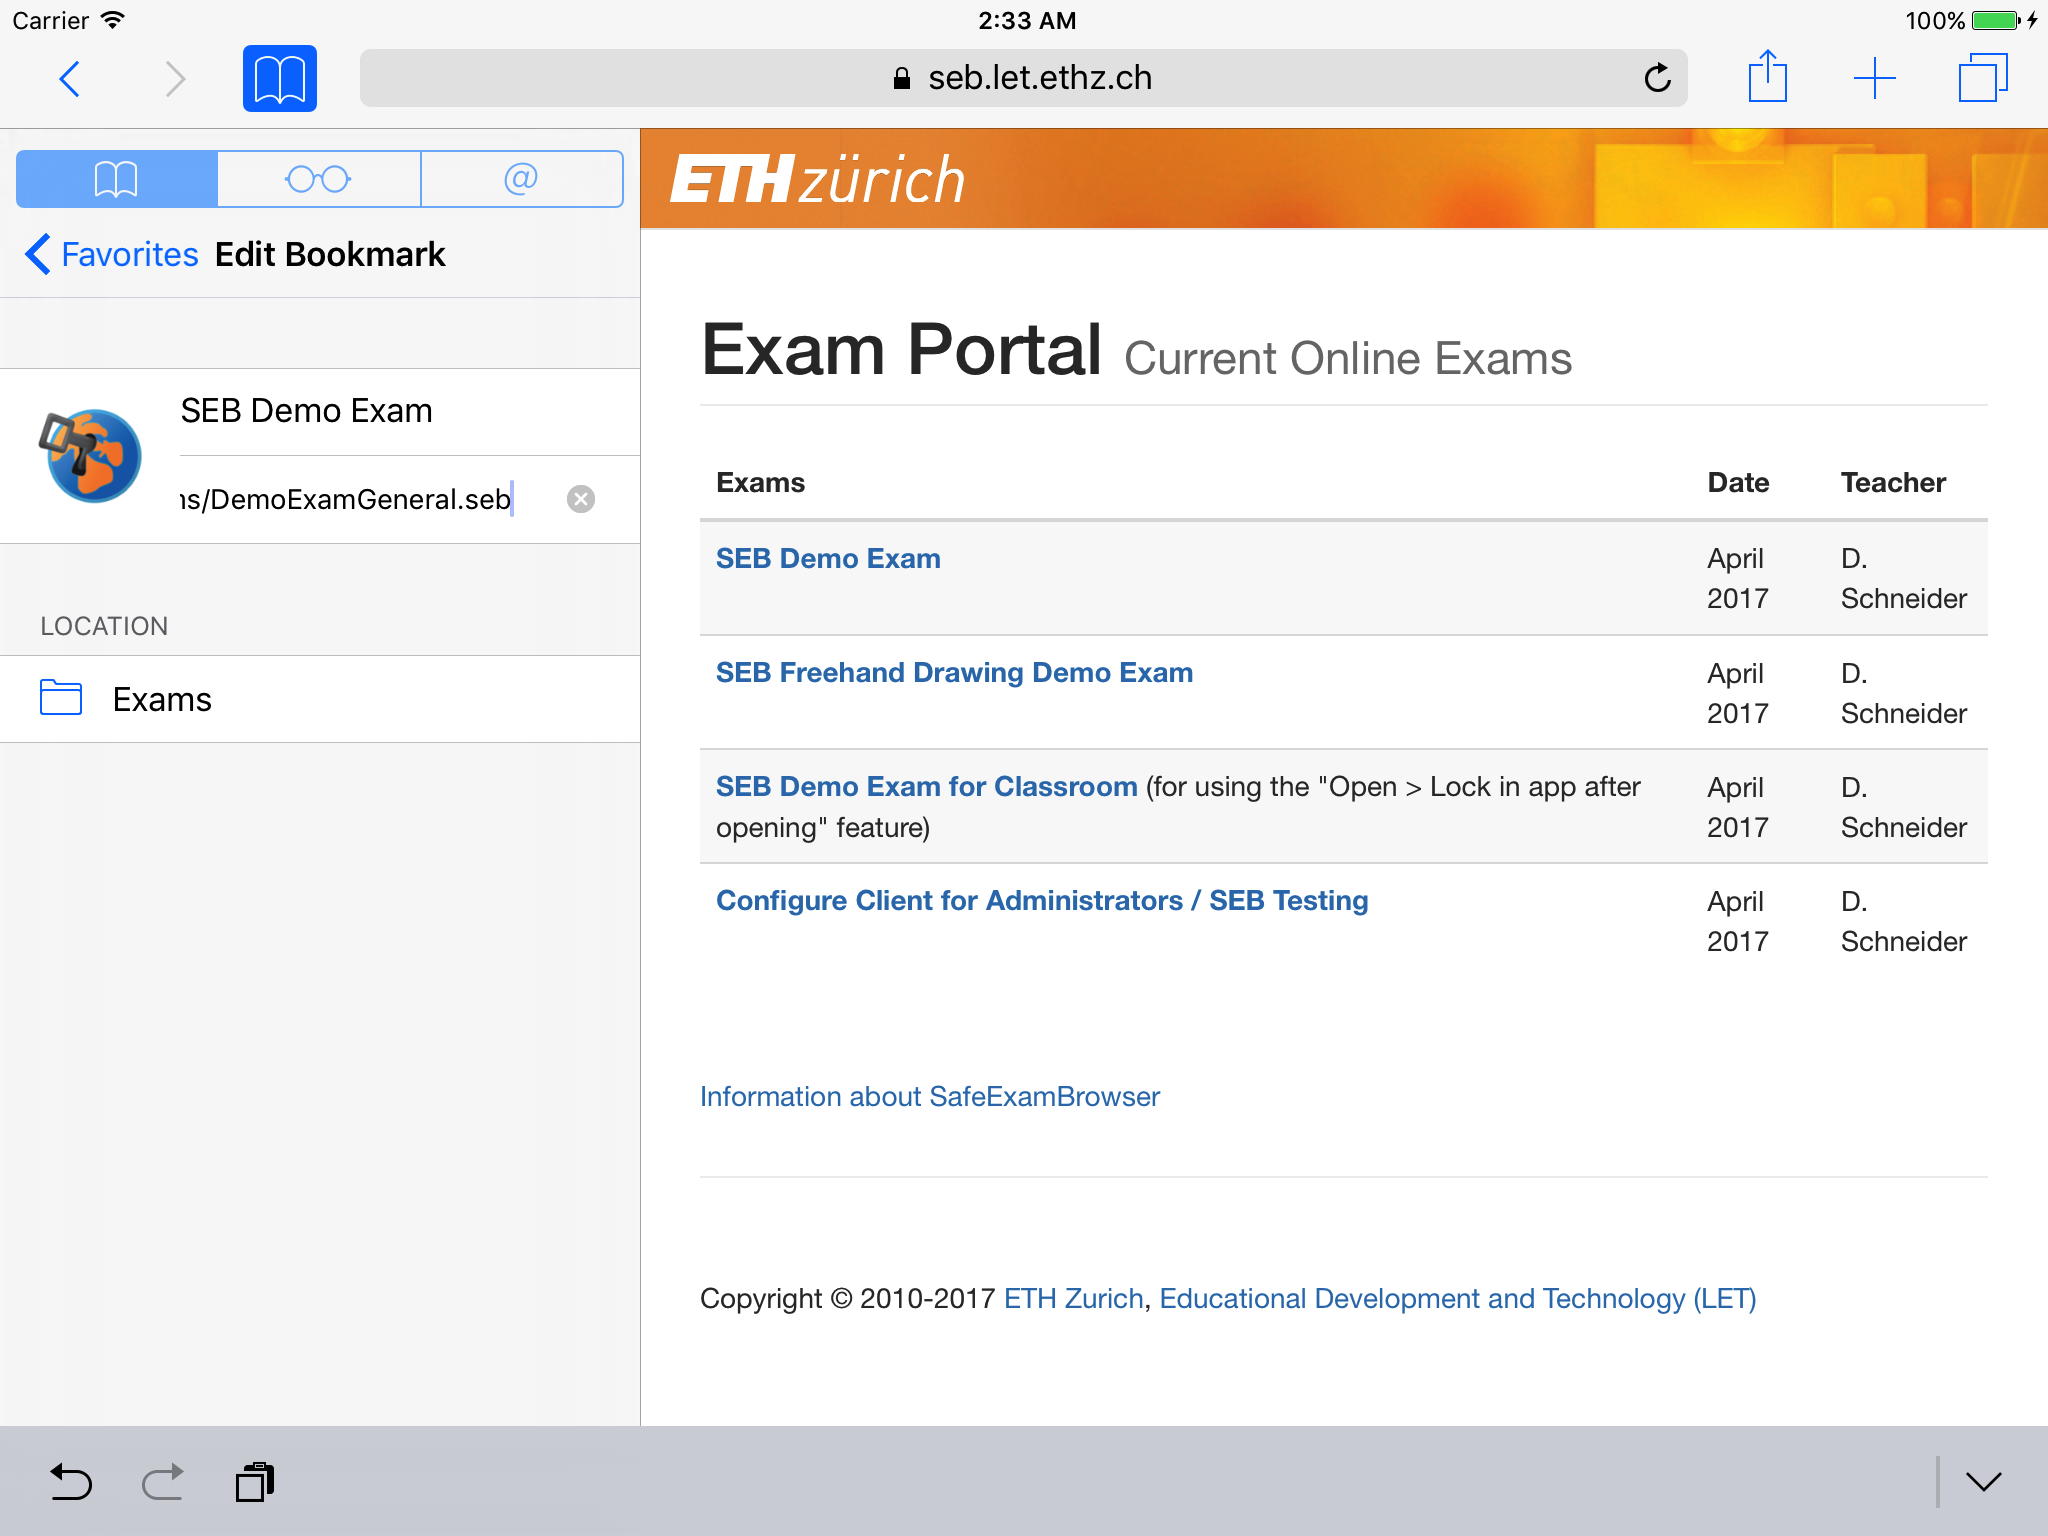 Carrier 2:33 AM 100%
seb.let.ethz.ch
@
Favorites Edit Bookmark
SEB Demo Exam
ns/DemoExamGeneral.seb
LOCATION
Exams
ETH zürich
Exam Portal Current Online Exams
Exams Date Teacher
SEB Demo Exam April 2017 D. Schneider
SEB Freehand Drawing Demo Exam April 2017 D. Schneider
SEB Demo Exam for Classroom (for using the "Open > Lock in app after
opening" feature) April 2017 D. Schneider
Configure Client for Administrators / SEB Testing April 2017 D. Schneider
Information about SafeExamBrowser
Copyright © 2010-2017 ETH Zurich, Educational Development and Technology (LET)